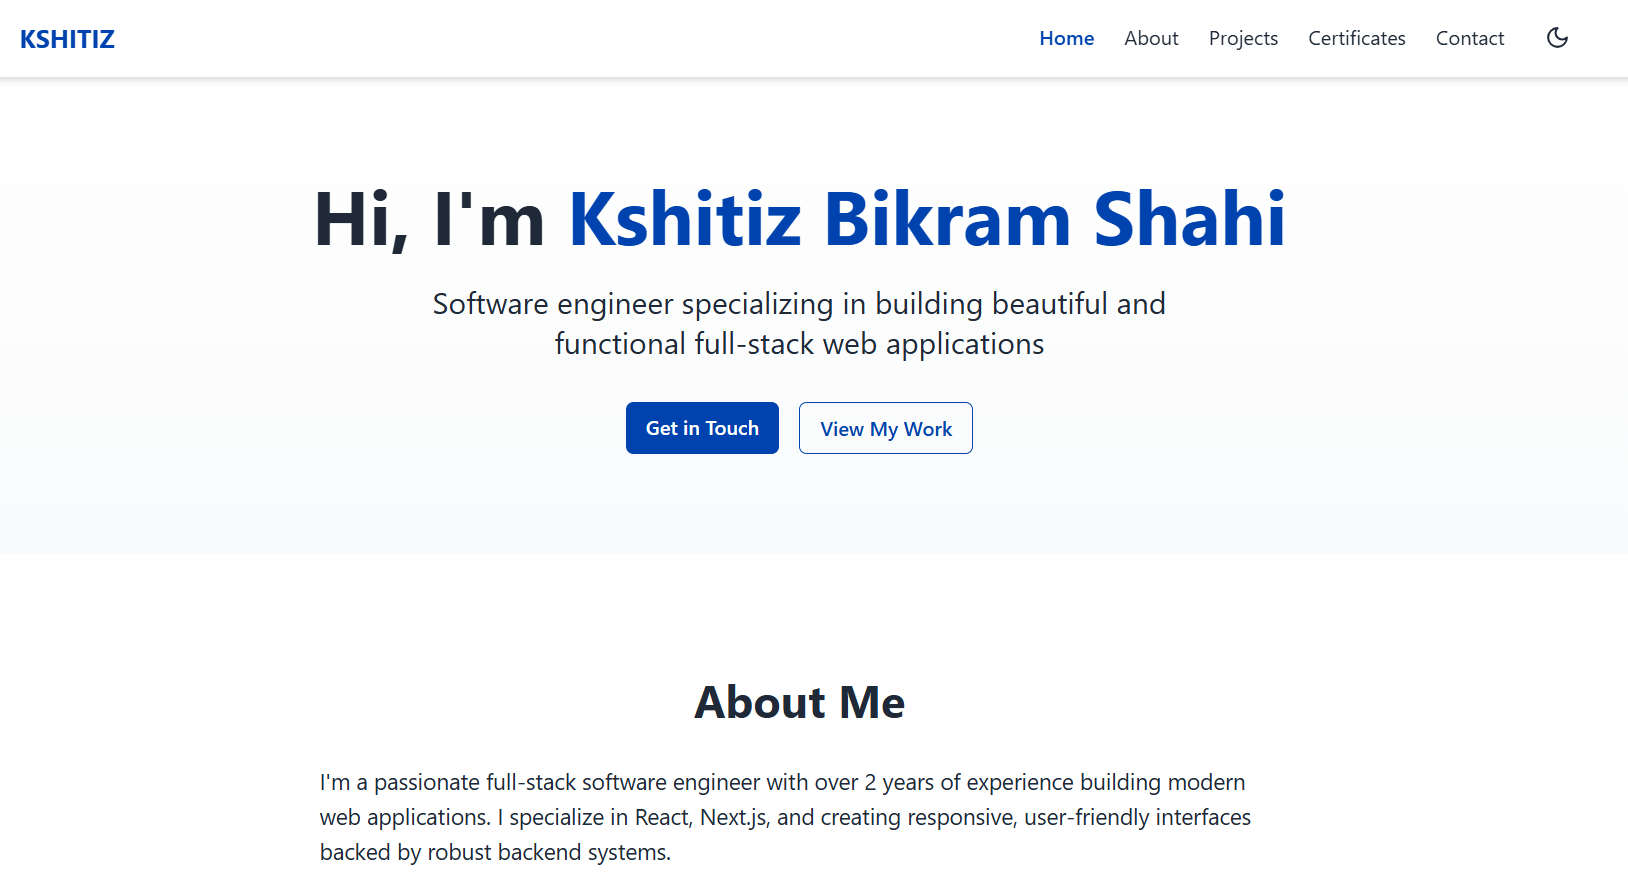 KSHITIZ
Home
About
Projects
Certificates
Contact
Hi, I'm Kshitiz Bikram Shahi
Software engineer specializing in building beautiful and
functional full-stack web applications
Get in Touch
View My Work
About Me
I'm a passionate full-stack software engineer with over 2 years of experience building modern
web applications. I specialize in React, Next.js, and creating responsive, user-friendly interfaces
backed by robust backend systems.